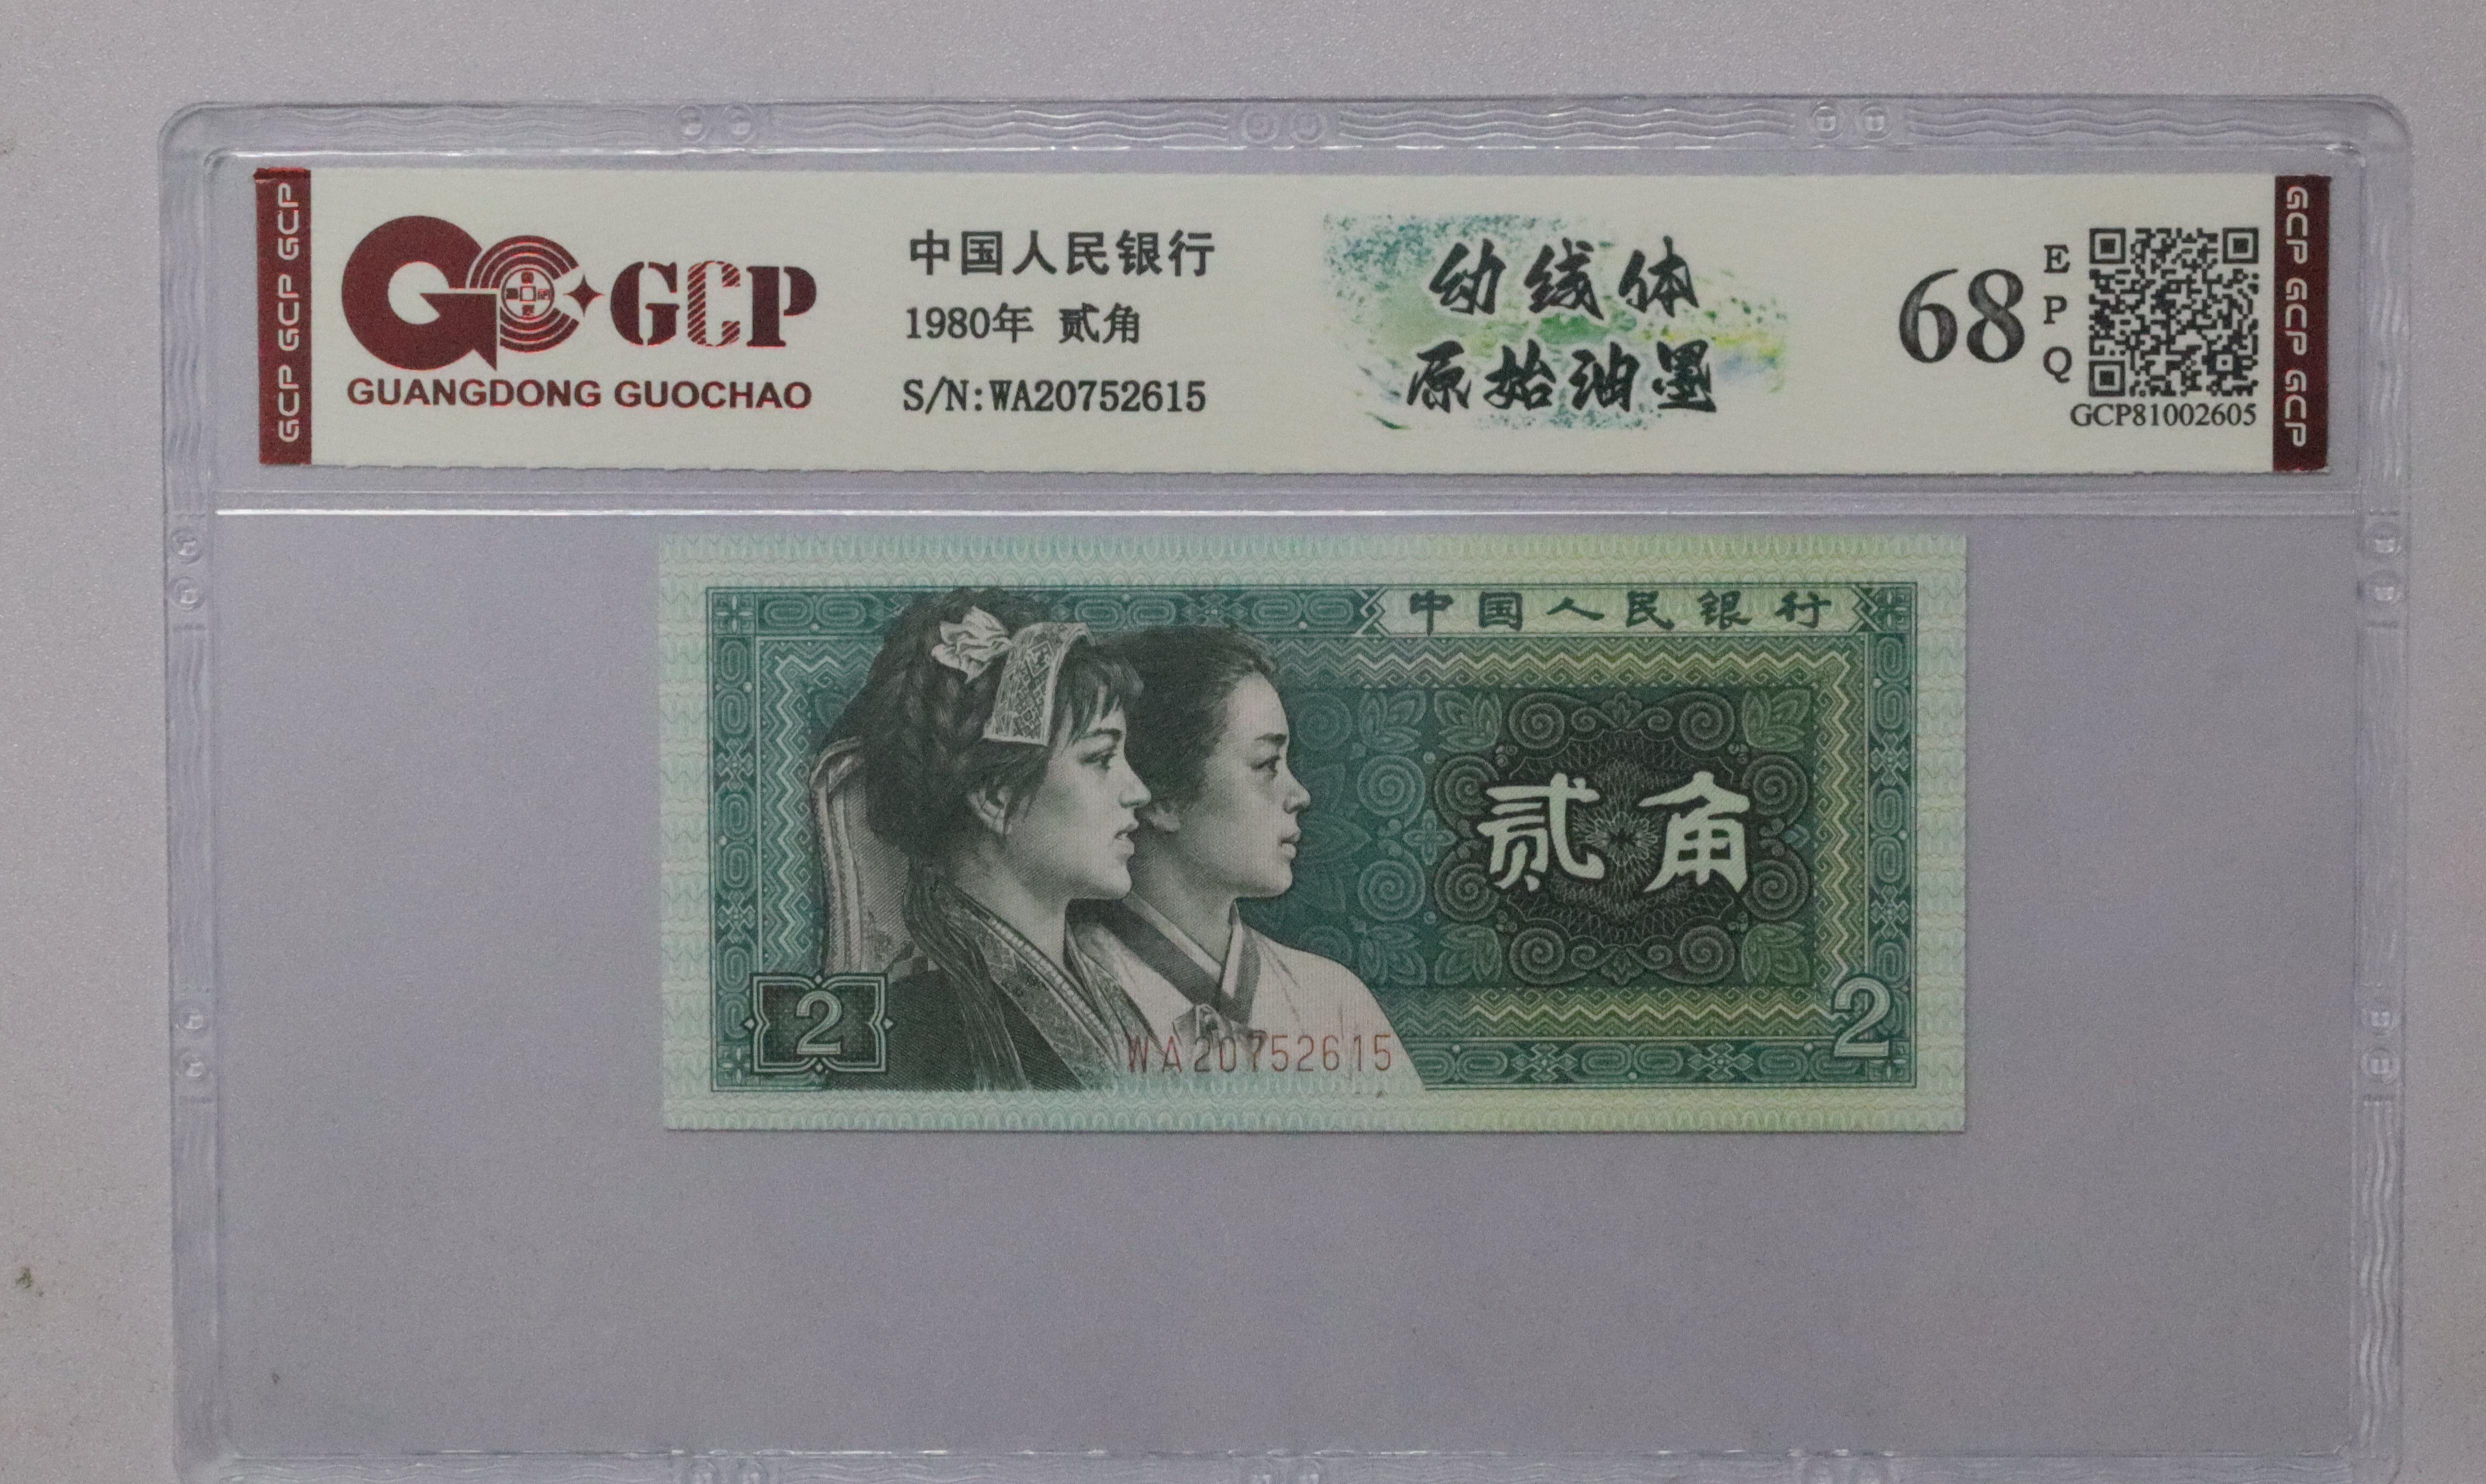 GCP GCP GCP
GCP
GUANGDONG GUOCHAO
中国人民银行
1980年 贰角
S/N:WA20752615
幼线体
原始油墨
68
EPQ
GCP81002605
GCP GCP GCP
中国人民银行
贰角
2
WA20752615
2